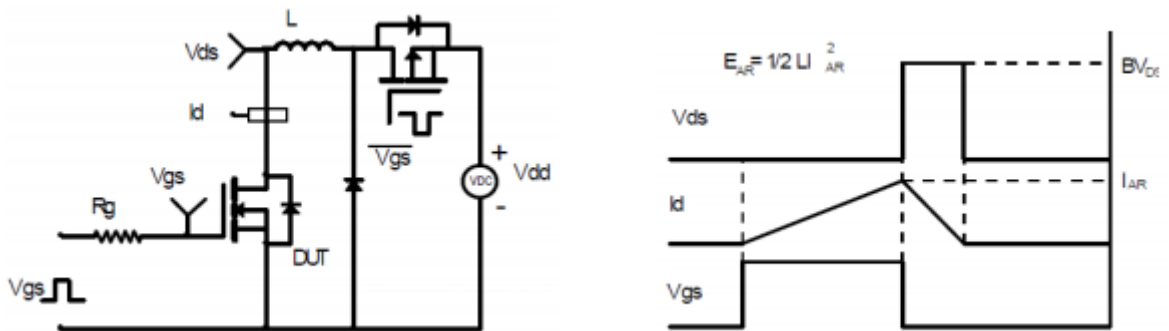 L
Vds
Id
Vgs
Vgs
Rg
DUT
Vgs
VDC
+
Vdd
-
E AR = 1/2 LI 2 AR
BV DS
Vds
I AR
Id
Vgs